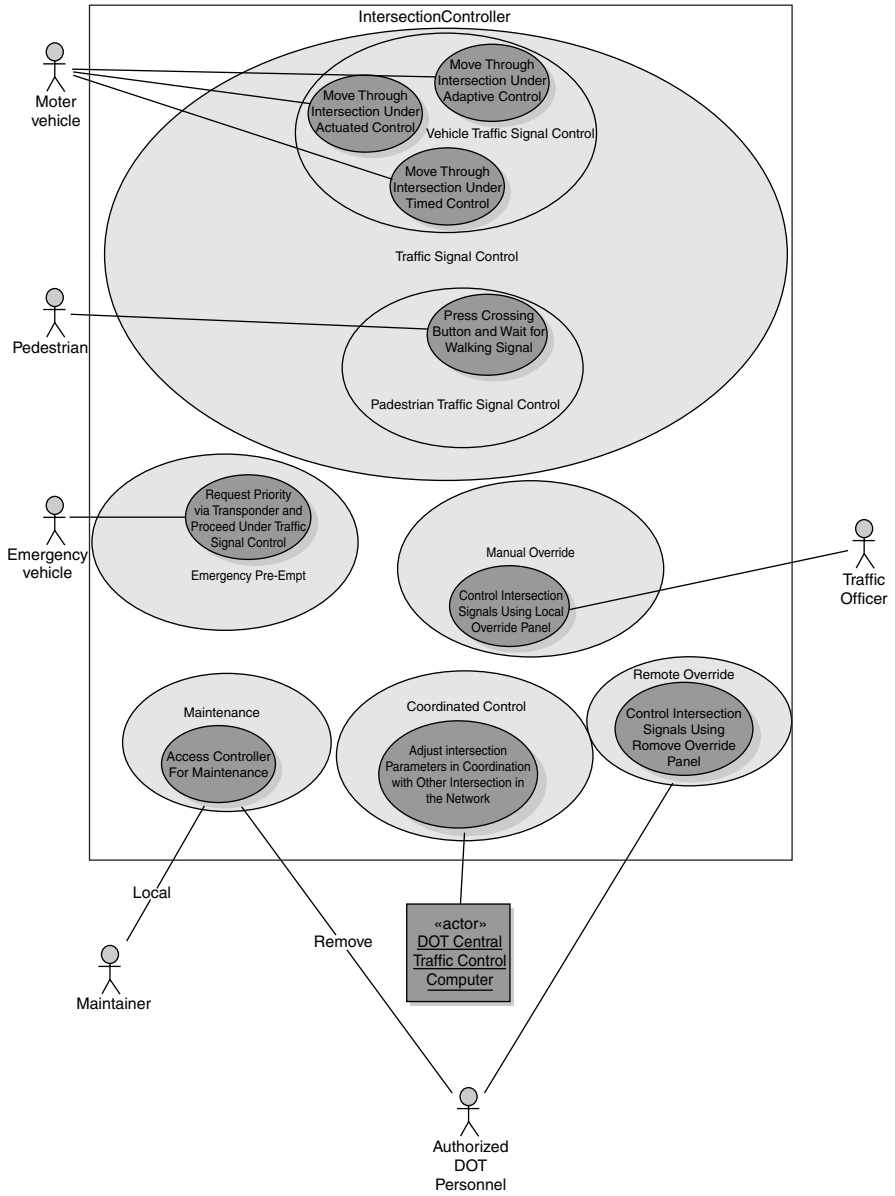 IntersectionController
Moter
vehicle
Move Through
Intersection Under
Adaptive Control
Move Through
Intersection Under
Actuated Control
Vehicle Traffic Signal Control
Move Through
Intersection Under
Timed Control
Traffic Signal Control
Pedestrian
Press Crossing
Button and Wait for
Walking Signal
Padestrian Traffic Signal Control
Emergency
vehicle
Request Priority
via Transponder and
Proceed Under Traffic
Signal Control
Emergency Pre-Empt
Manual Override
Control Intersection
Signals Using Local
Override Panel
Traffic
Officer
Maintenance
Access Controller
For Maintenance
Coordinated Control
Adjust intersection
Parameters in Coordination
with Other Intersection in
the Network
Remote Override
Control Intersection
Signals Using
Romove Override
Panel
Local
Remove
Maintainer
«actor»
DOT Central
Traffic Control
Computer
Authorized
DOT
Personnel